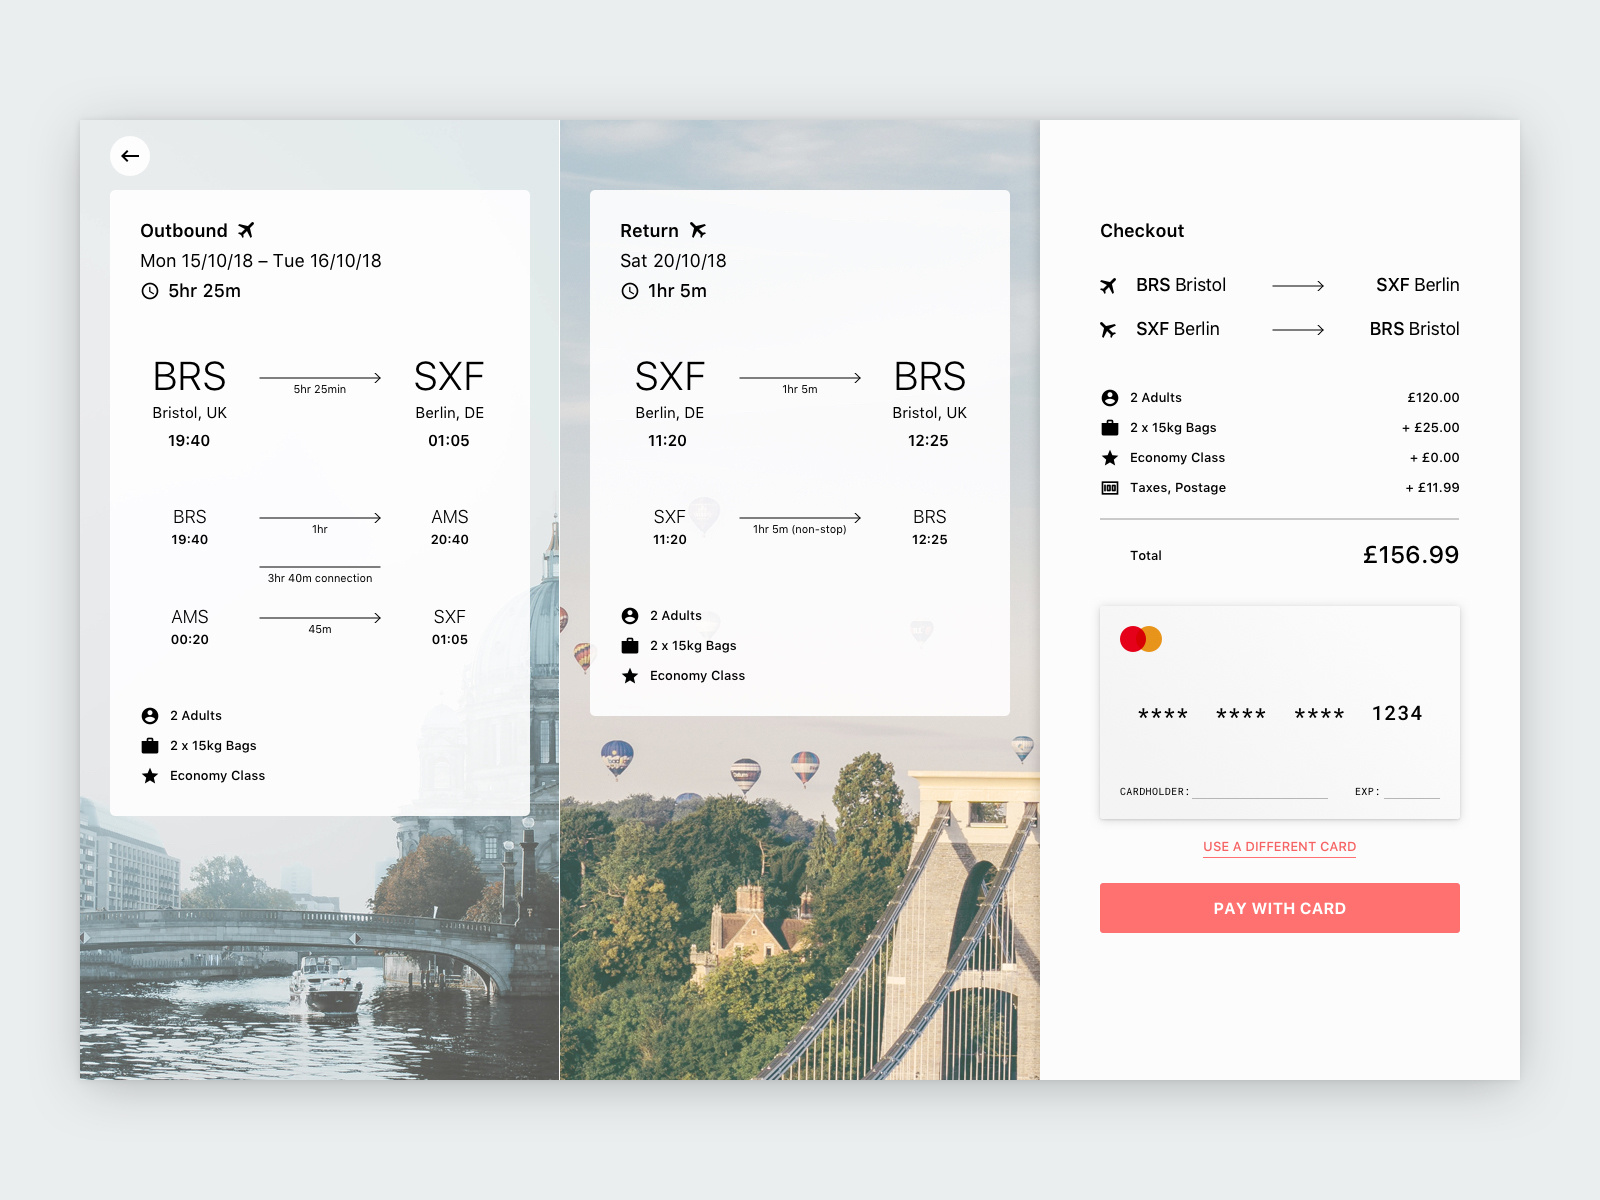 Outbound
Mon 15/10/18 – Tue 16/10/18
5hr 25m
BRS
5hr 25min
SXF
Bristol, UK
Berlin, DE
19:40
01:05
BRS
1hr
AMS
19:40
20:40
3hr 40m connection
AMS
45m
SXF
00:20
01:05
2 Adults
2 x 15kg Bags
Economy Class
Return
Sat 20/10/18
1hr 5m
SXF
1hr 5m
BRS
Berlin, DE
Bristol, UK
11:20
12:25
SXF
1hr 5m (non-stop)
BRS
11:20
12:25
2 Adults
2 x 15kg Bags
Economy Class
Checkout
BRS Bristol
SXF Berlin
SXF Berlin
BRS Bristol
2 Adults £120.00
2 x 15kg Bags + £25.00
Economy Class + £0.00
Taxes, Postage + £11.99
Total £156.99
**** **** **** 1234
CARDHOLDER:
EXP:
USE A DIFFERENT CARD
PAY WITH CARD